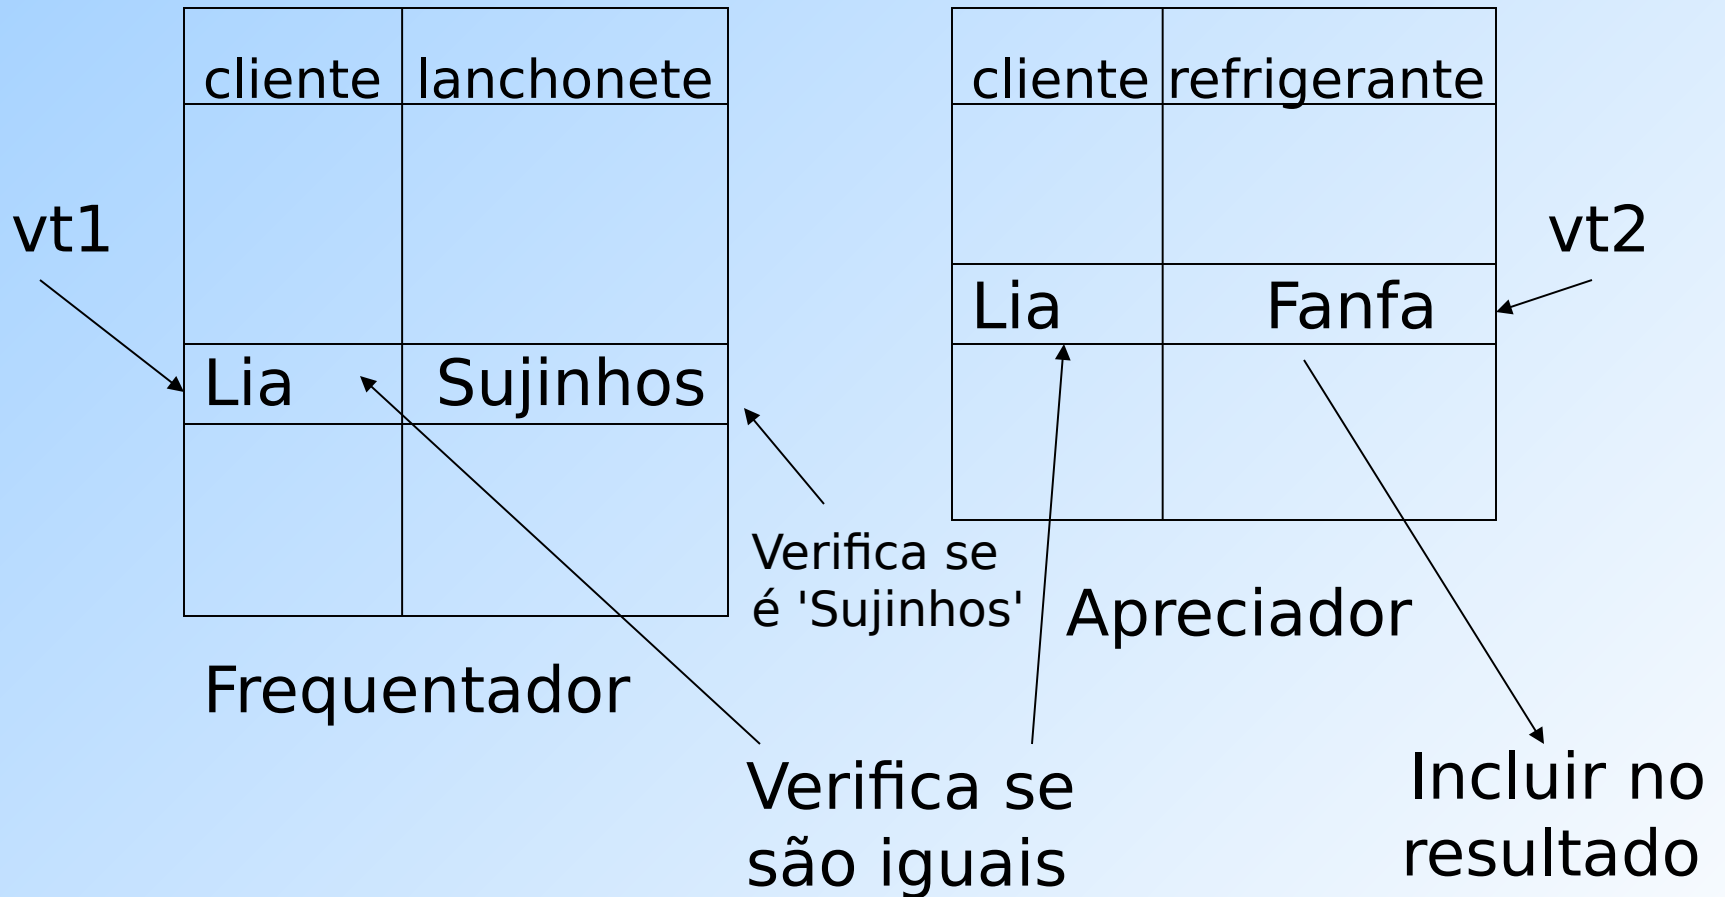 cliente lanchonete
cliente refrigerante
vt1
vt2
Lia Fanfa
Lia Sujinhos
Verifica se
é 'Sujinhos'
Apreciador
Frequentador
Verifica se
são iguais
Incluir no
resultado